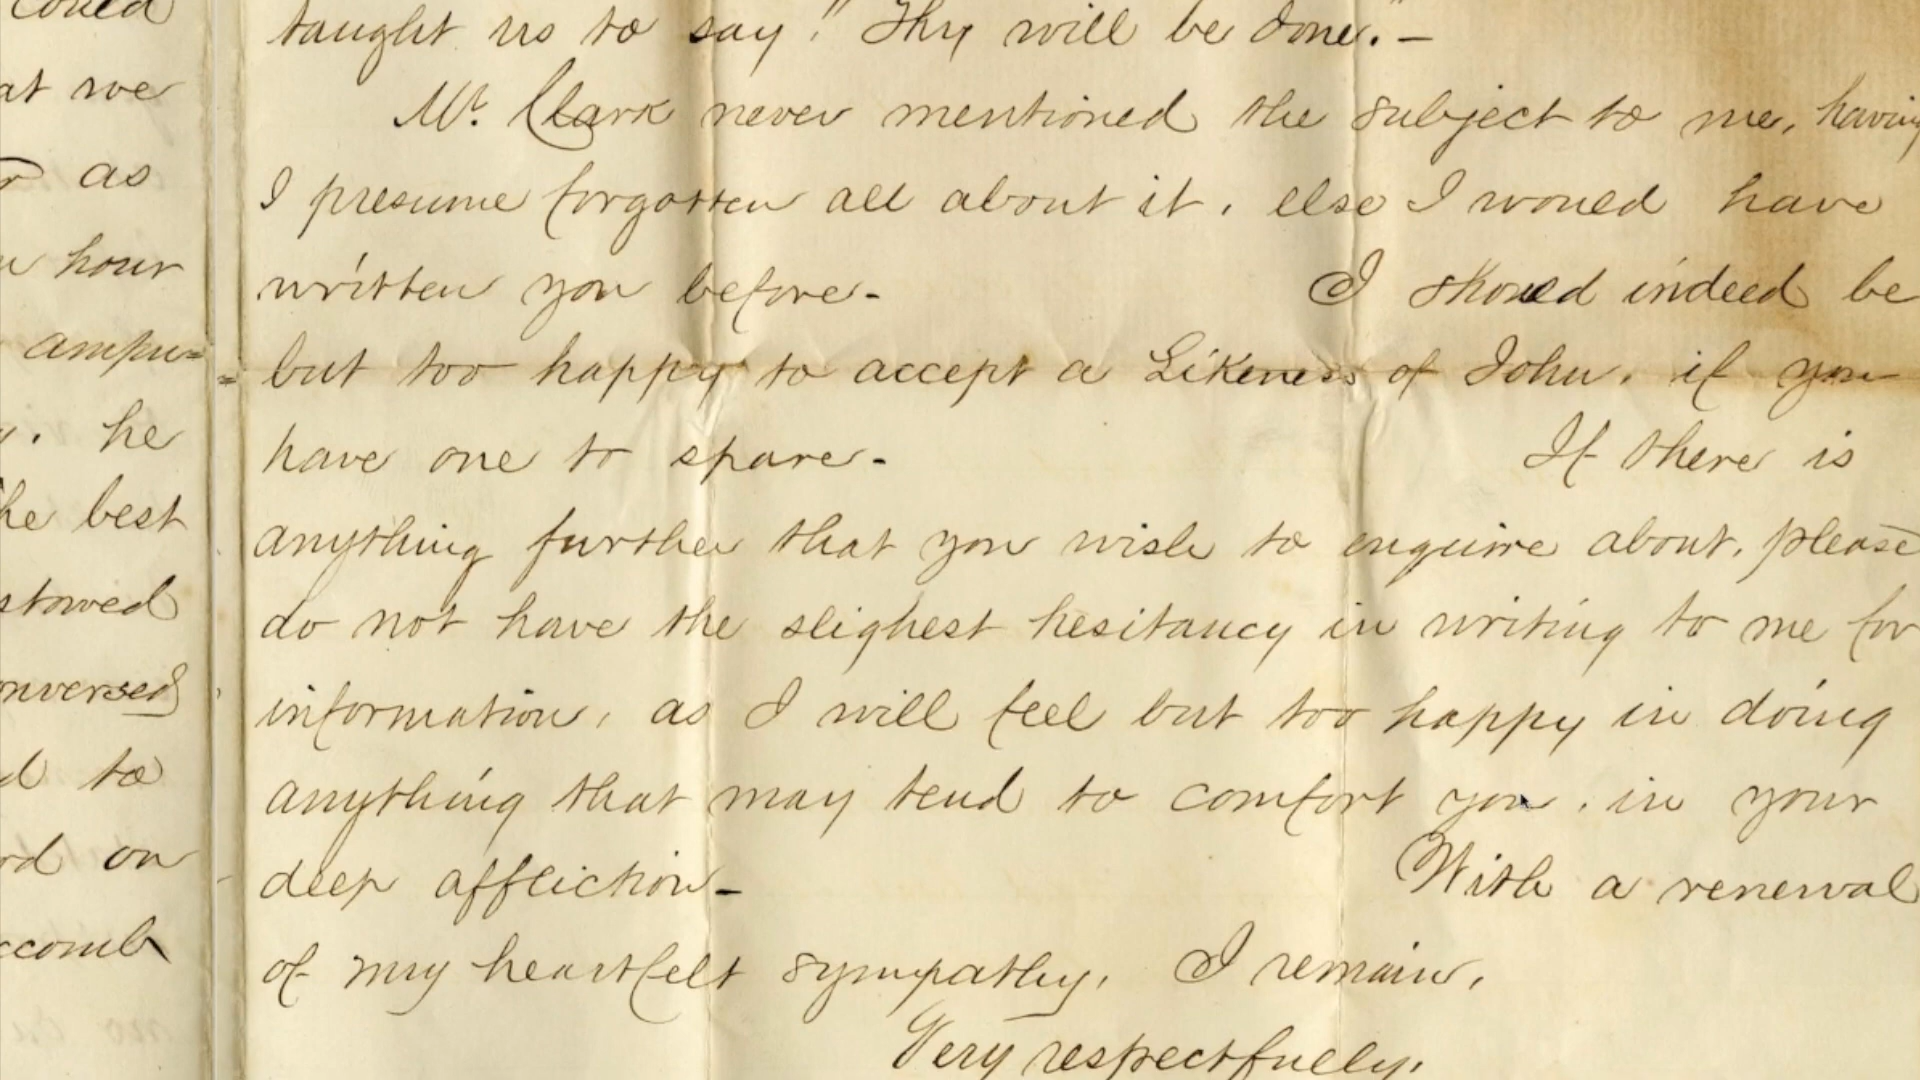 could
at we
as
hour
ampu=
he
he best
stowed
onversed
d to
rd on
ccomb
taught us to say, "Thy will be done." —
Mr. Clark never mentioned the subject to me, having
I presume forgotten all about it, else I would have
written you before- I should indeed be
but too happy to accept a Likeness of John, if you
have one to spare- If there is
anything further that you wish to enquire about, please
do not have the slighest hesitancy in writing to me for
information, as I will feel but too happy in doing
anything that may tend to comfort you, in your
deep affliction- With a renewal
of my heartfelt sympathy, I remain,
Very respectfully,